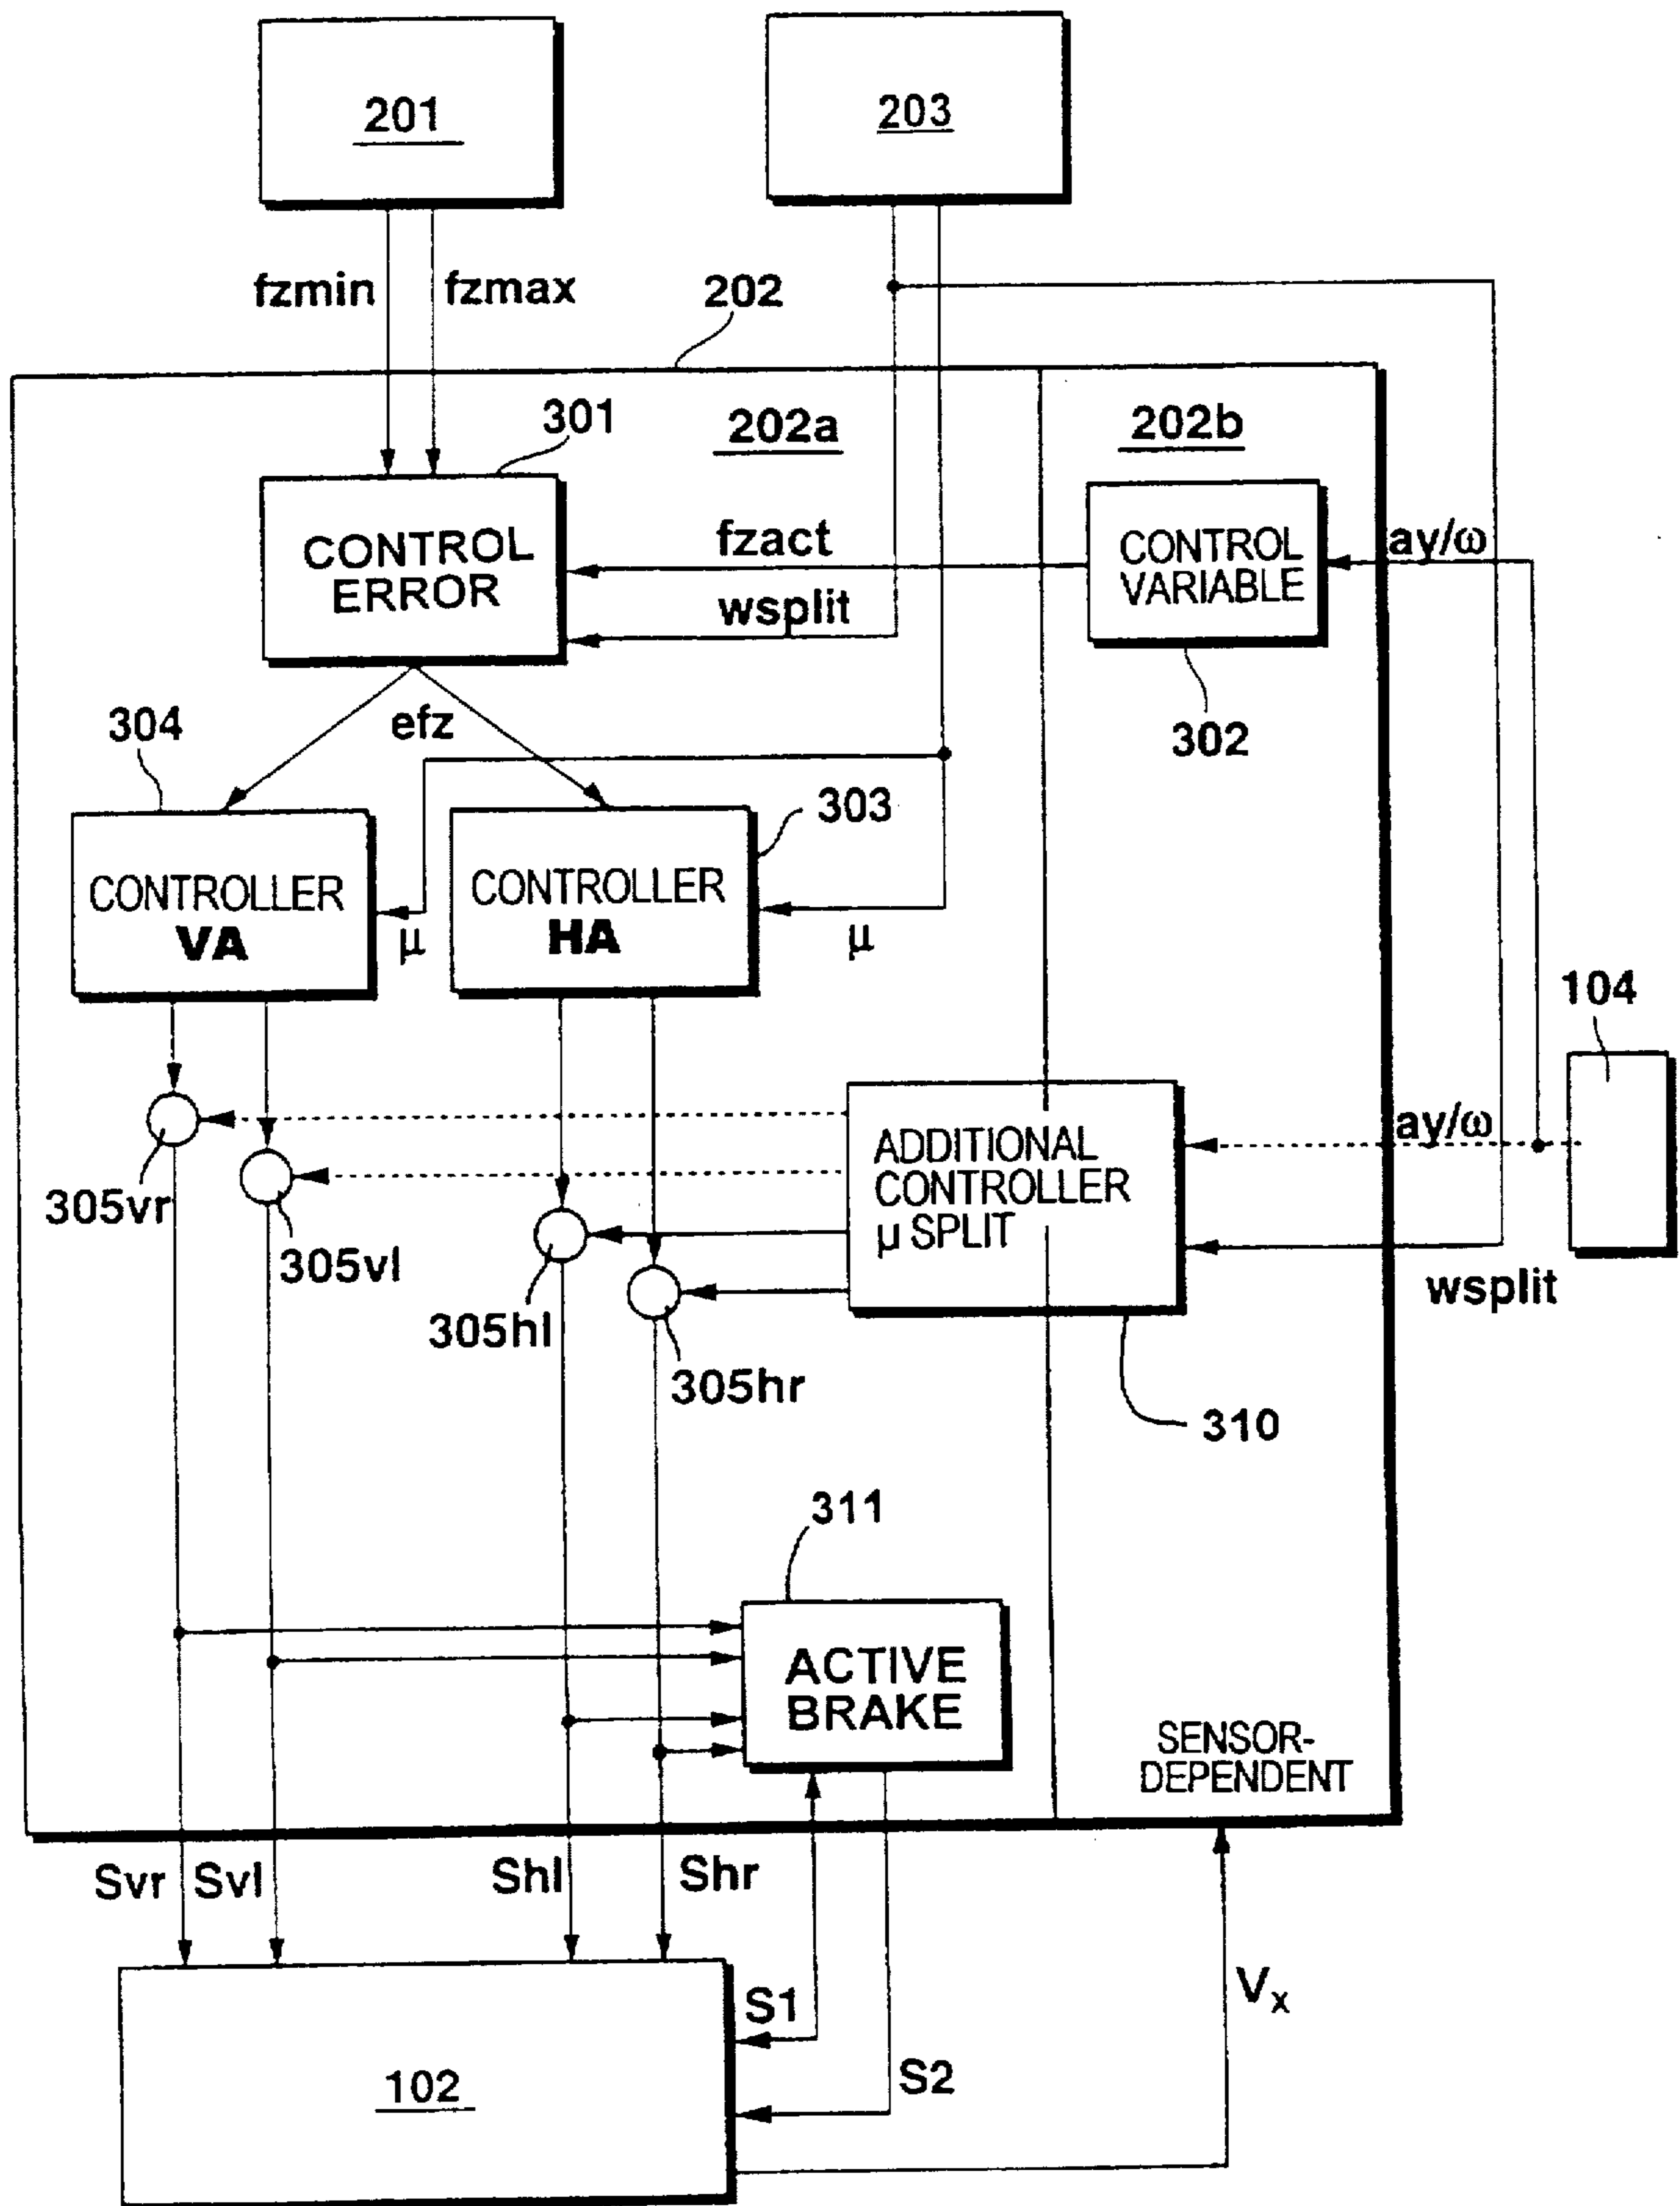 201
203
fzmin
fzmax
202
301
202a
202b
CONTROL
ERROR
fzact
wsplit
CONTROL
VARIABLE
ay/ω
302
304
efz
303
CONTROLLER
VA
μ
CONTROLLER
HA
μ
104
305vr
305vl
305hl
305hr
ADDITIONAL
CONTROLLER
μ SPLIT
ay/ω
wsplit
310
311
ACTIVE
BRAKE
SENSOR-
DEPENDENT
Svr
Svl
Shl
Shr
S1
S2
Vx
102